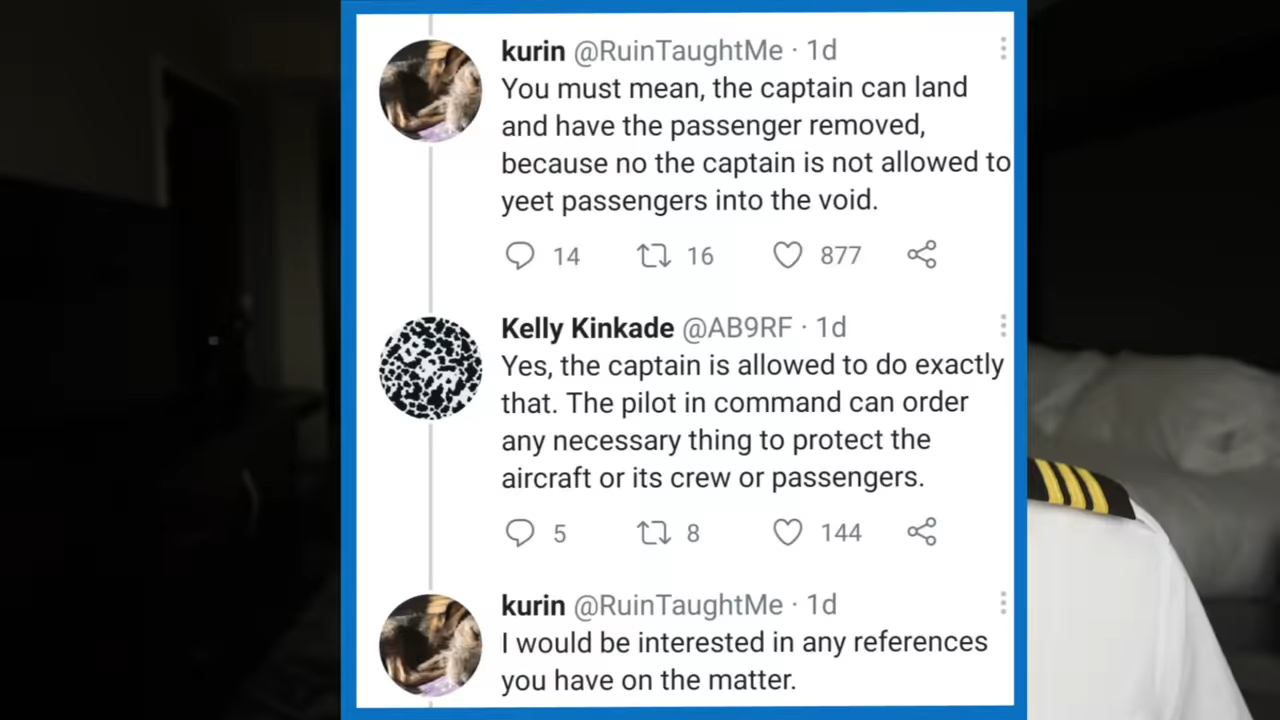 kurin @RuinTaughtMe · 1d
You must mean, the captain can land
and have the passenger removed,
because no the captain is not allowed to
yeet passengers into the void.
14 16 877
Kelly Kinkade @AB9RF · 1d
Yes, the captain is allowed to do exactly
that. The pilot in command can order
any necessary thing to protect the
aircraft or its crew or passengers.
5 8 144
kurin @RuinTaughtMe · 1d
I would be interested in any references
you have on the matter.